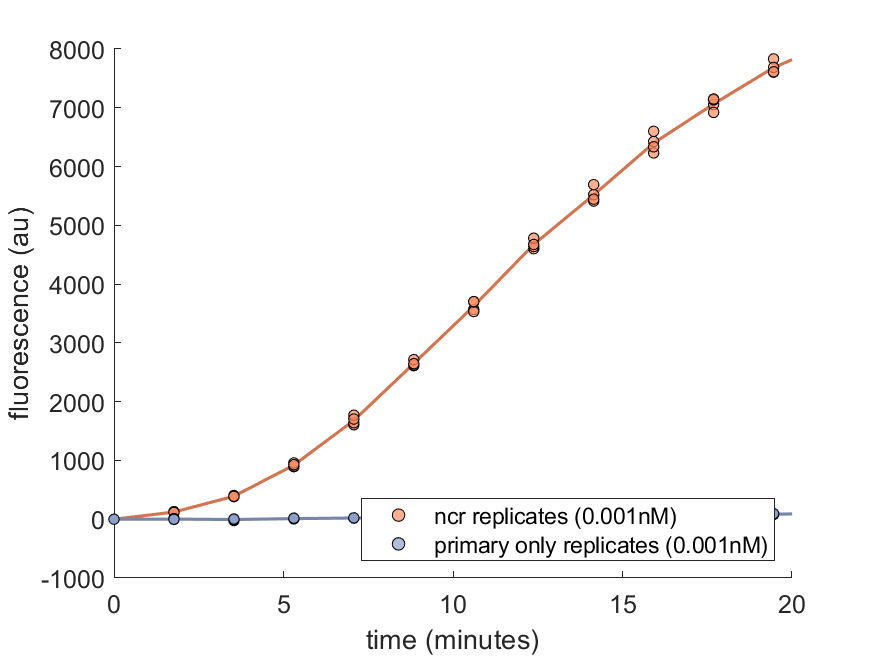 8000
7000
6000
5000
4000
3000
2000
1000
0
-1000
fluorescence (au)
0 5 10 15 20
time (minutes)
ncr replicates (0.001nM)
primary only replicates (0.001nM)